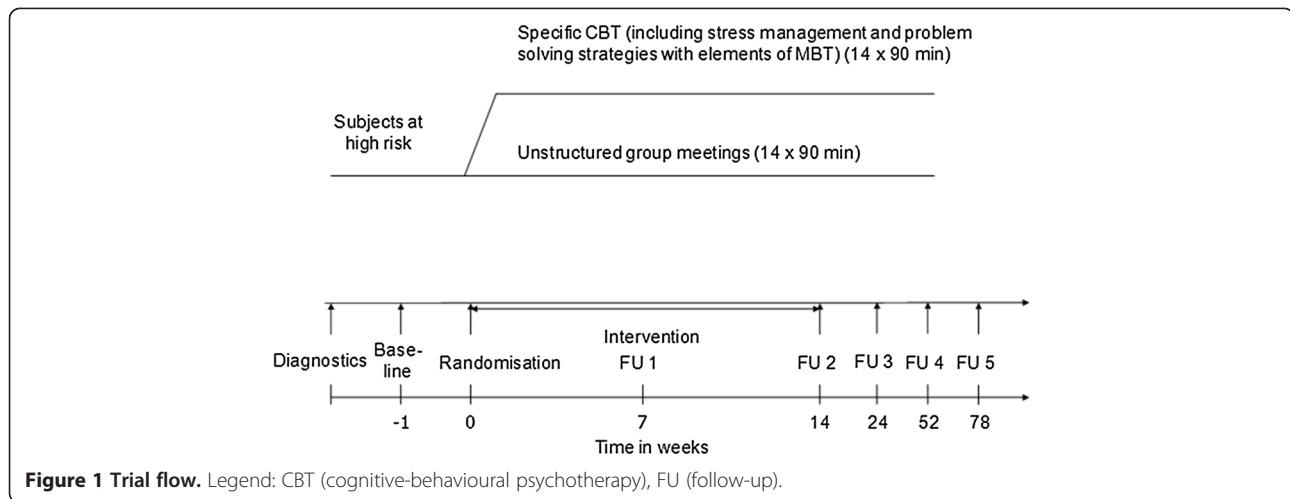 Specific CBT (including stress management and problem
solving strategies with elements of MBT) (14 x 90 min)
Subjects at
high risk
Unstructured group meetings (14 x 90 min)
Intervention
Diagnostics Base-
line Randomisation FU 1 FU 2 FU 3 FU 4 FU 5
-1 0 7 14 24 52 78
Time in weeks
Figure 1 Trial flow. Legend: CBT (cognitive-behavioural psychotherapy), FU (follow-up).